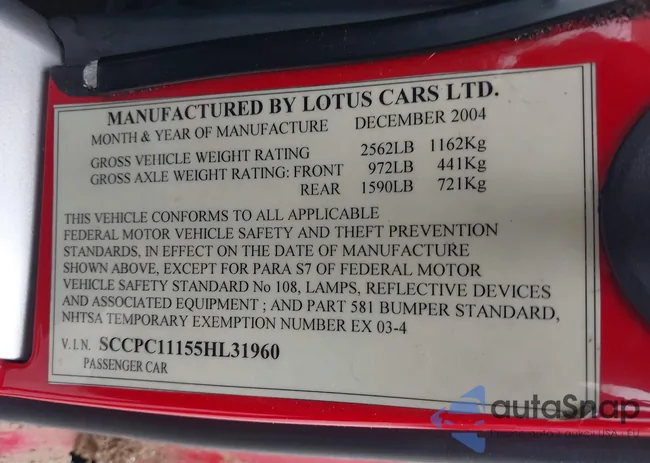 MANUFACTURED BY LOTUS CARS LTD.
MONTH & YEAR OF MANUFACTURE DECEMBER 2004
GROSS VEHICLE WEIGHT RATING 2562LB 1162Kg
GROSS AXLE WEIGHT RATING: FRONT 972LB 441Kg
REAR 1590LB 721Kg
THIS VEHICLE CONFORMS TO ALL APPLICABLE
FEDERAL MOTOR VEHICLE SAFETY AND THEFT PREVENTION
STANDARDS, IN EFFECT ON THE DATE OF MANUFACTURE
SHOWN ABOVE, EXCEPT FOR PARA S7 OF FEDERAL MOTOR
VEHICLE SAFETY STANDARD No 108, LAMPS, REFLECTIVE DEVICES
AND ASSOCIATED EQUIPMENT ; AND PART 581 BUMPER STANDARD,
NHTSA TEMPORARY EXEMPTION NUMBER EX 03-4
V.I.N. SCCPC11155HL31960
PASSENGER CAR
autoSnap